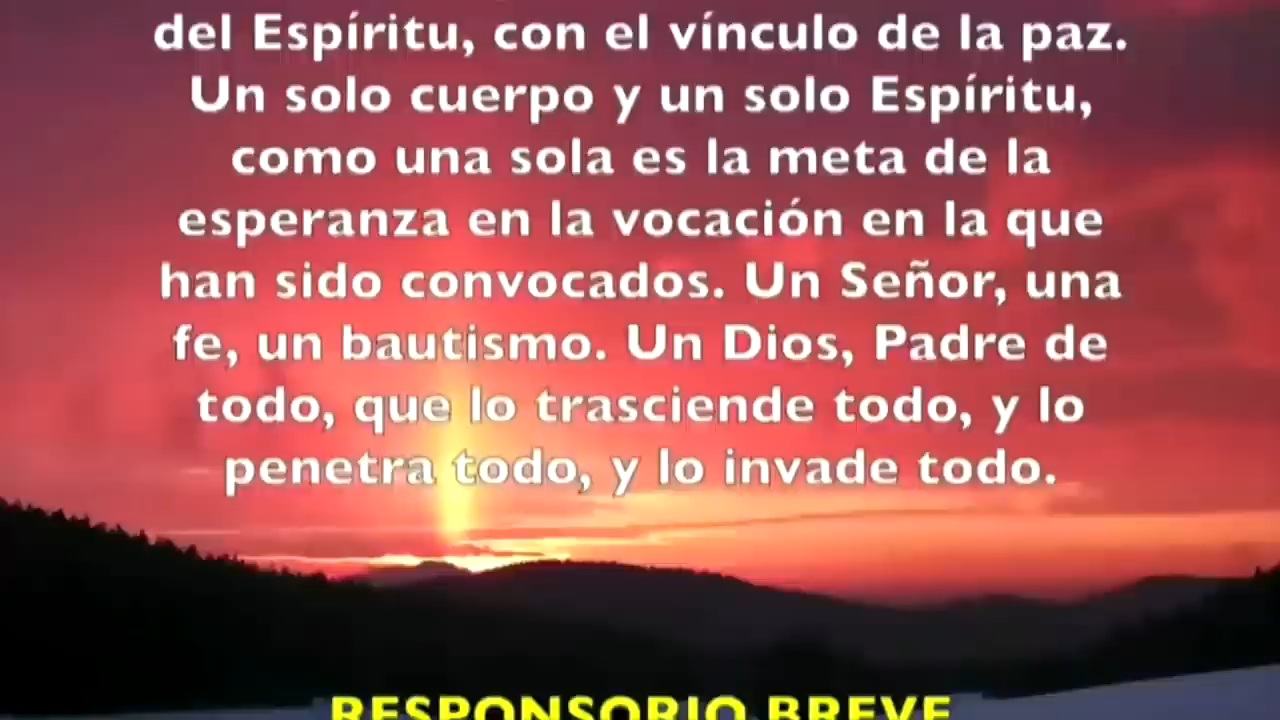 del Espíritu, con el vínculo de la paz.
Un solo cuerpo y un solo Espíritu,
como una sola es la meta de la
esperanza en la vocación en la que
han sido convocados. Un Señor, una
fe, un bautismo. Un Dios, Padre de
todo, que lo trasciende todo, y lo
penetra todo, y lo invade todo.
RESPONSORIO BREVE